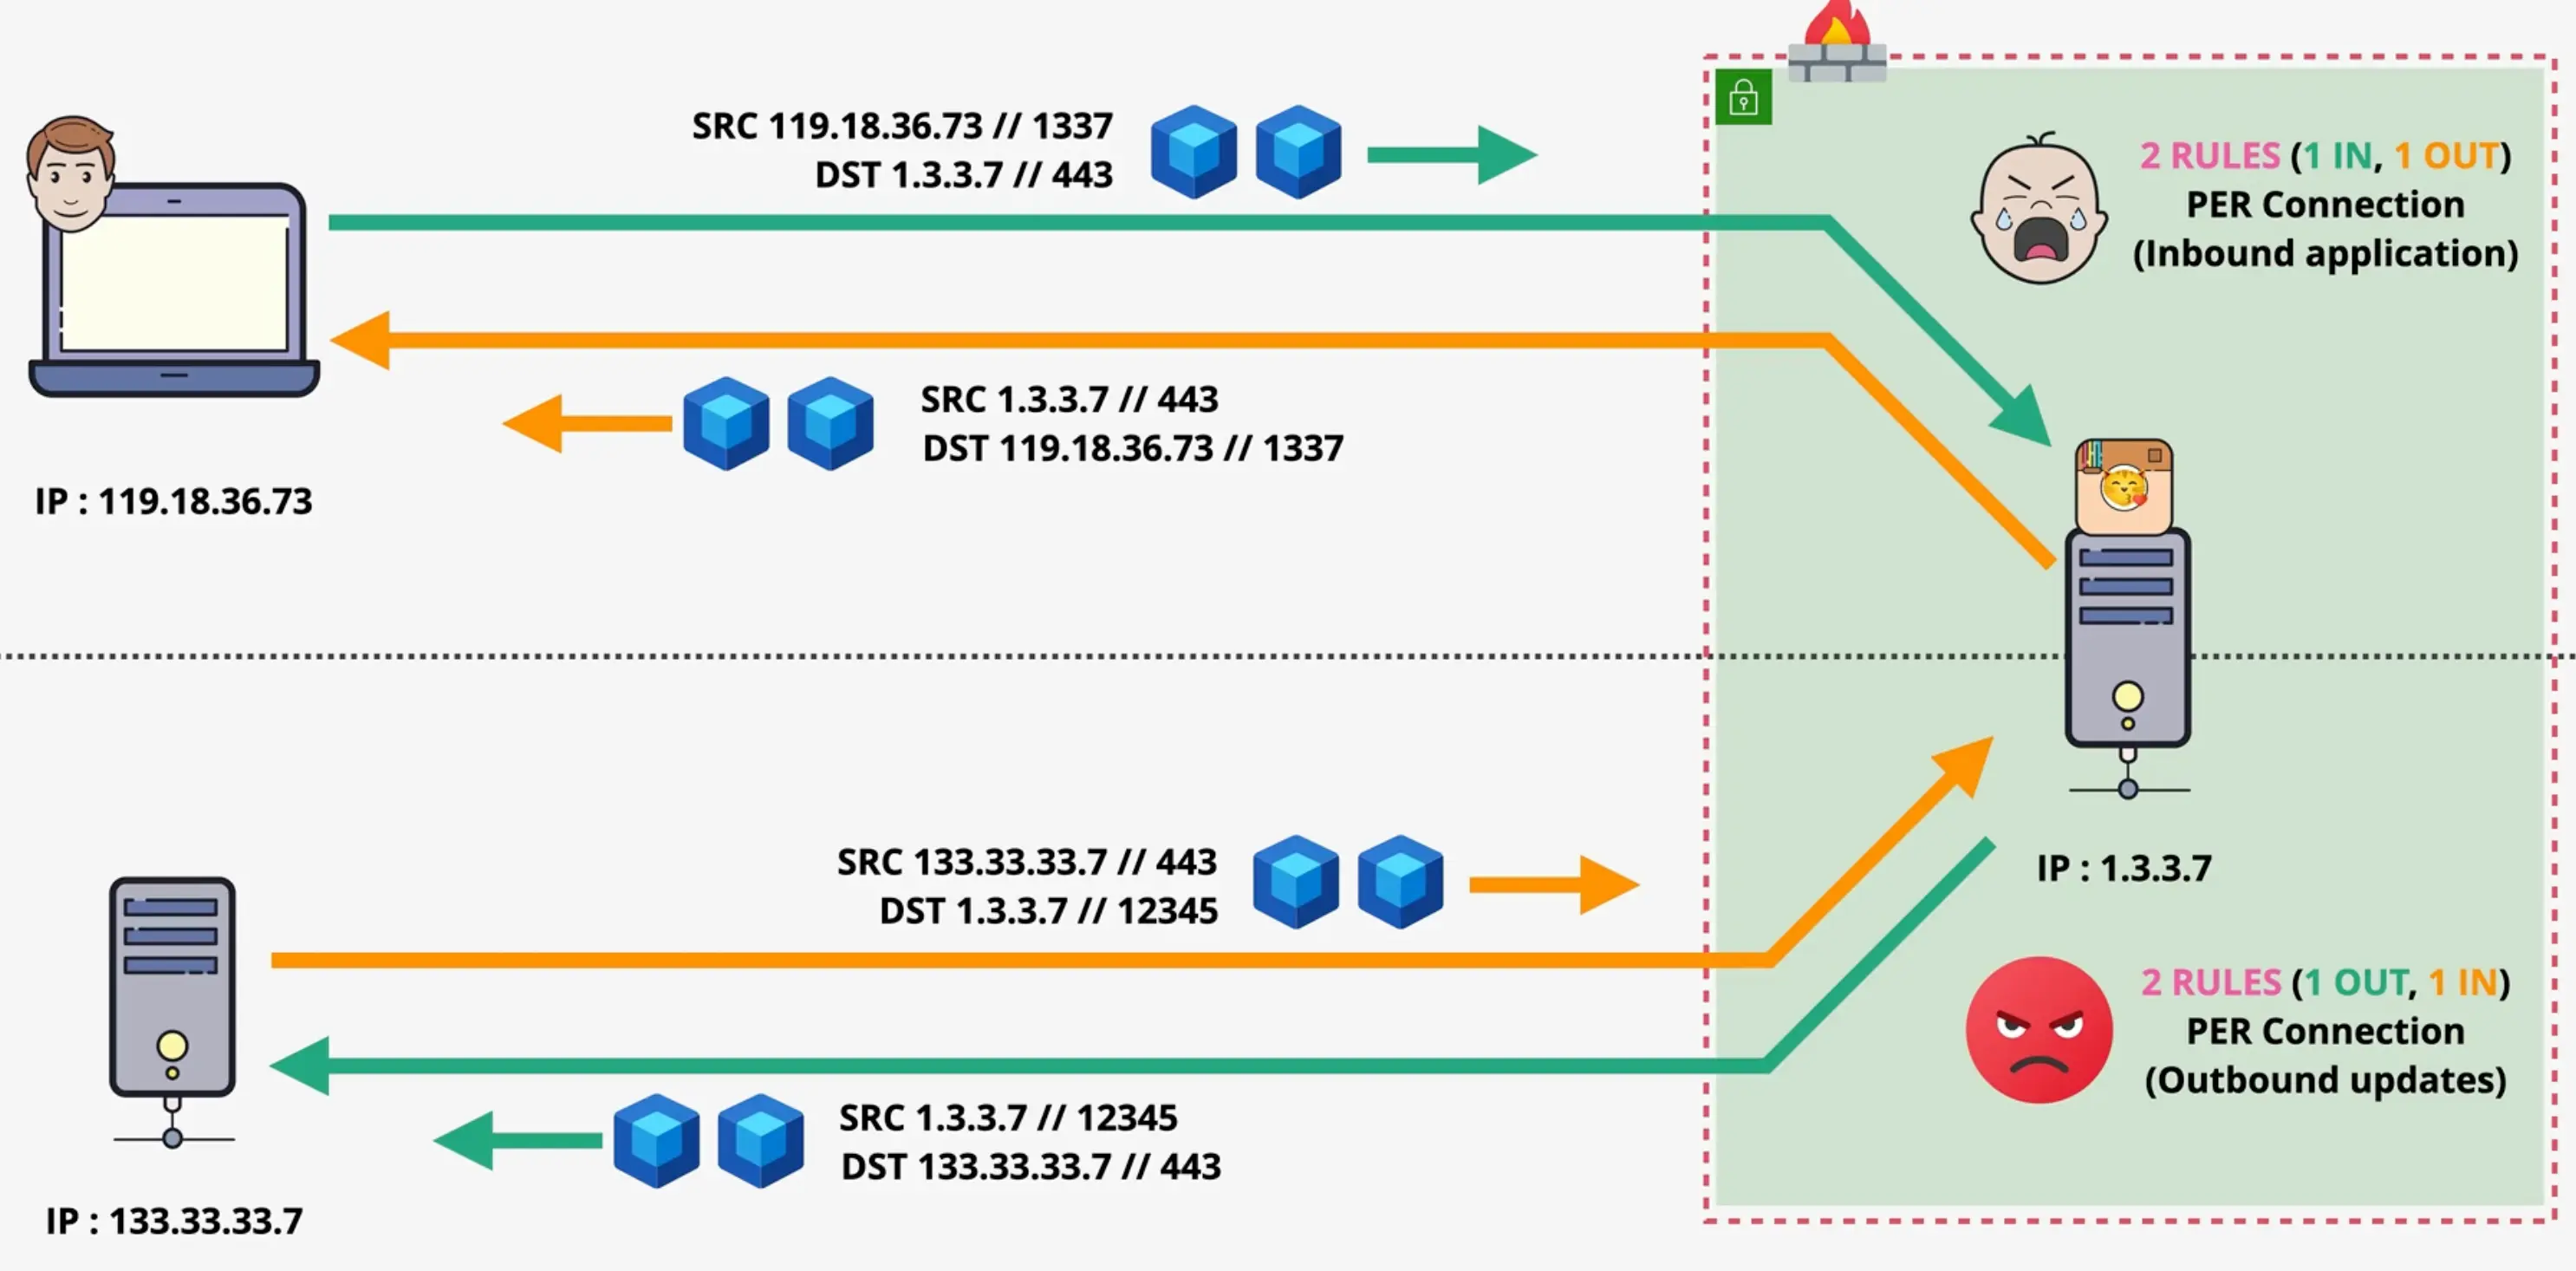 SRC 119.18.36.73 // 1337
DST 1.3.3.7 // 443
2 RULES (1 IN, 1 OUT)
PER Connection
(Inbound application)
SRC 1.3.3.7 // 443
DST 119.18.36.73 // 1337
IP : 119.18.36.73
SRC 133.33.33.7 // 443
DST 1.3.3.7 // 12345
IP : 1.3.3.7
2 RULES (1 OUT, 1 IN)
PER Connection
(Outbound updates)
SRC 1.3.3.7 // 12345
DST 133.33.33.7 // 443
IP : 133.33.33.7